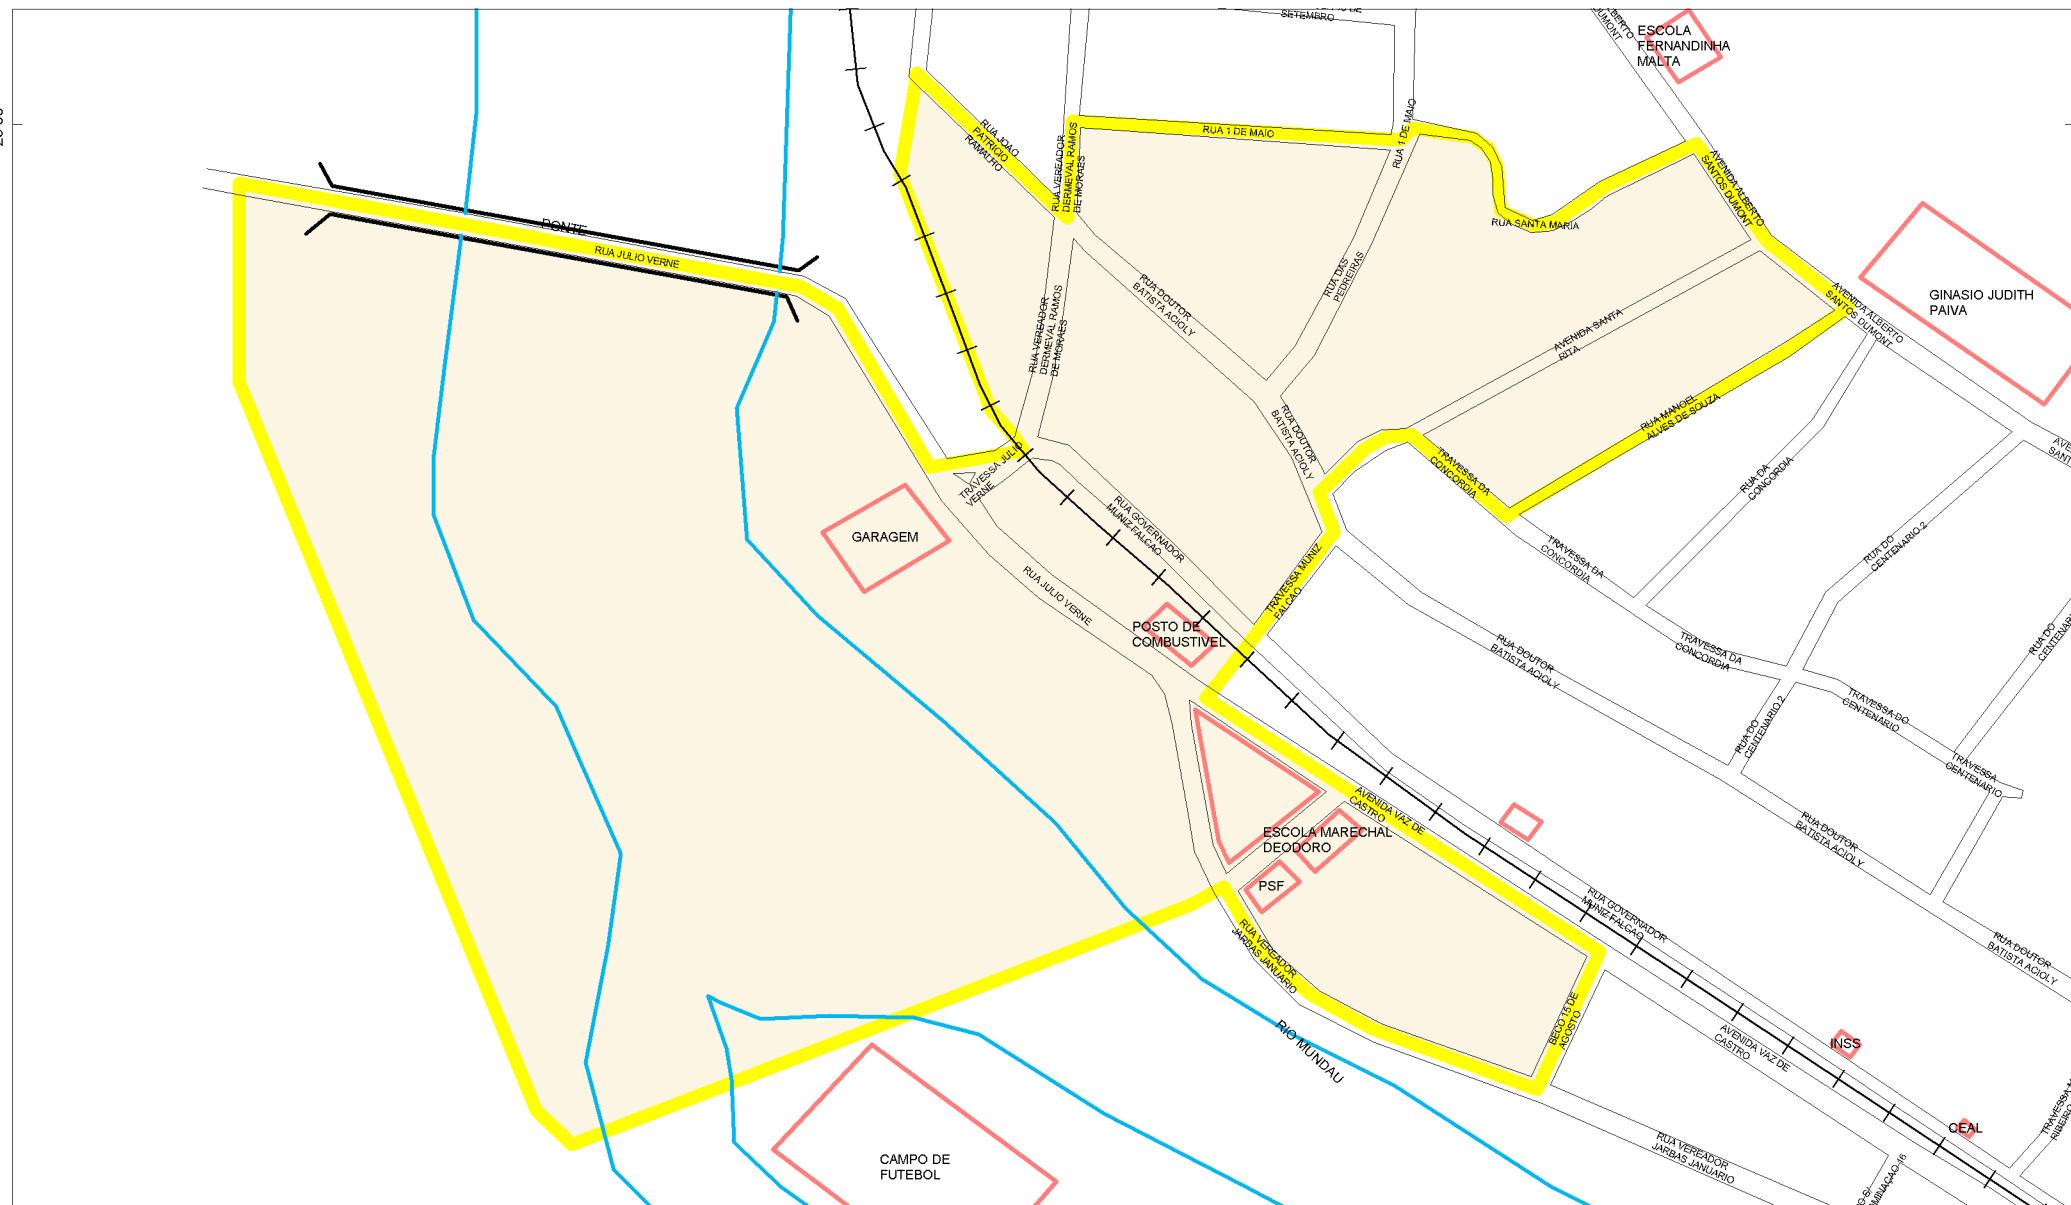 SETEMBRO
ESCOLA
FERNANDINHA
MALTA
RUA JOAO
PATRICIO
RAMALHO
RUA VEREADOR
DERMEVAL RAMOS
DE MORAES
RUA 1 DE MAIO
RUA 1 DE MAIO
AVENIDA ALBERTO
SANTOS DUMONT
RUA SANTA MARIA
PONTE
RUA JULIO VERNE
RUA DOUTOR
BATISTA ACIOLY
RUA DAS
PEDREIRAS
GINASIO JUDITH
PAIVA
AVENIDA ALBERTO
SANTOS DUMONT
RUA VEREADOR
DERMEVAL RAMOS
DE MORAES
AVENIDA SANTA
RITA
RUA MANOEL
ALVES DE SOUZA
RUA DOUTOR
BATISTA ACIOLY
TRAVESSA JULIO
VERNE
TRAVESSA DA
CONCORDIA
RUA DA
CONCORDIA
GARAGEM
RUA GOVERNADOR
MUNIZ FALCAO
RUA JULIO VERNE
TRAVESSA MUNIZ
FALCAO
TRAVESSA DA
CONCORDIA
RUA DO
CENTENARIO 2
POSTO DE
COMBUSTIVEL
RUA DOUTOR
BATISTA ACIOLY
TRAVESSA DA
CONCORDIA
RUA DO
TRAVESSA DO
CENTENARIO
RUA DO
CENTENARIO 2
TRAVESSA
CENTENARIO
AVENIDA VAZ DE
CASTRO
ESCOLA MARECHAL
DEODORO
PSF
RUA DOUTOR
BATISTA ACIOLY
RUA GOVERNADOR
MUNIZ FALCAO
RUA VEREADOR
JARBAS JANUARIO
RUA DOUTOR
BATISTA ACIOLY
BECO 15 DE
AGOSTO
RIO MUNDAU
AVENIDA VAZ DE
CASTRO
INSS
CEAL
CAMPO DE
FUTEBOL
RUA VEREADOR
JARBAS JANUARIO